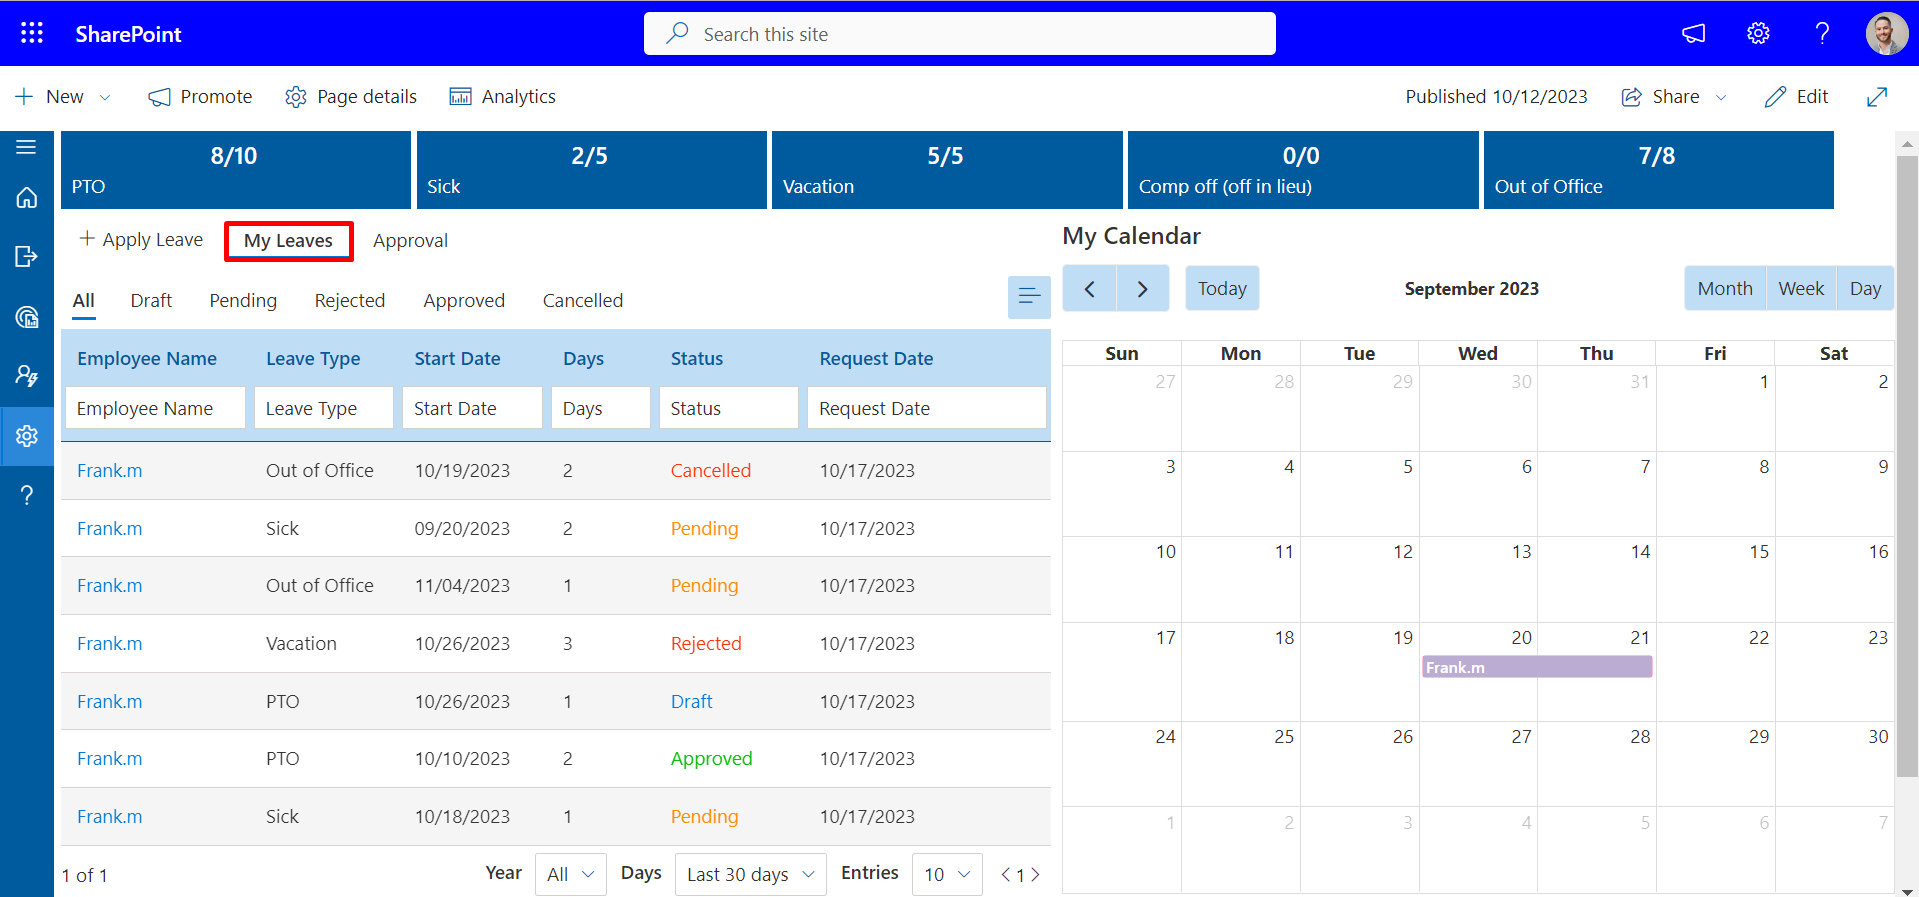 SharePoint
Search this site
New Promote Page details Analytics Published 10/12/2023 Share Edit
8/10 2/5 5/5 0/0 7/8
PTO Sick Vacation Comp off (off in lieu) Out of Office
+ Apply Leave My Leaves Approval
All Draft Pending Rejected Approved Cancelled
Employee Name Leave Type Start Date Days Status Request Date
Employee Name Leave Type Start Date Days Status Request Date
Frank.m Out of Office 10/19/2023 2 Cancelled 10/17/2023
Frank.m Sick 09/20/2023 2 Pending 10/17/2023
Frank.m Out of Office 11/04/2023 1 Pending 10/17/2023
Frank.m Vacation 10/26/2023 3 Rejected 10/17/2023
Frank.m PTO 10/26/2023 1 Draft 10/17/2023
Frank.m PTO 10/10/2023 2 Approved 10/17/2023
Frank.m Sick 10/18/2023 1 Pending 10/17/2023
1 of 1 Year All Days Last 30 days Entries 10 < 1 >
My Calendar
< > Today September 2023 Month Week Day
Sun Mon Tue Wed Thu Fri Sat
27 28 29 30 31 1 2
3 4 5 6 7 8 9
10 11 12 13 14 15 16
17 18 19 20 21 22 23
Frank.m
24 25 26 27 28 29 30
1 2 3 4 5 6 7